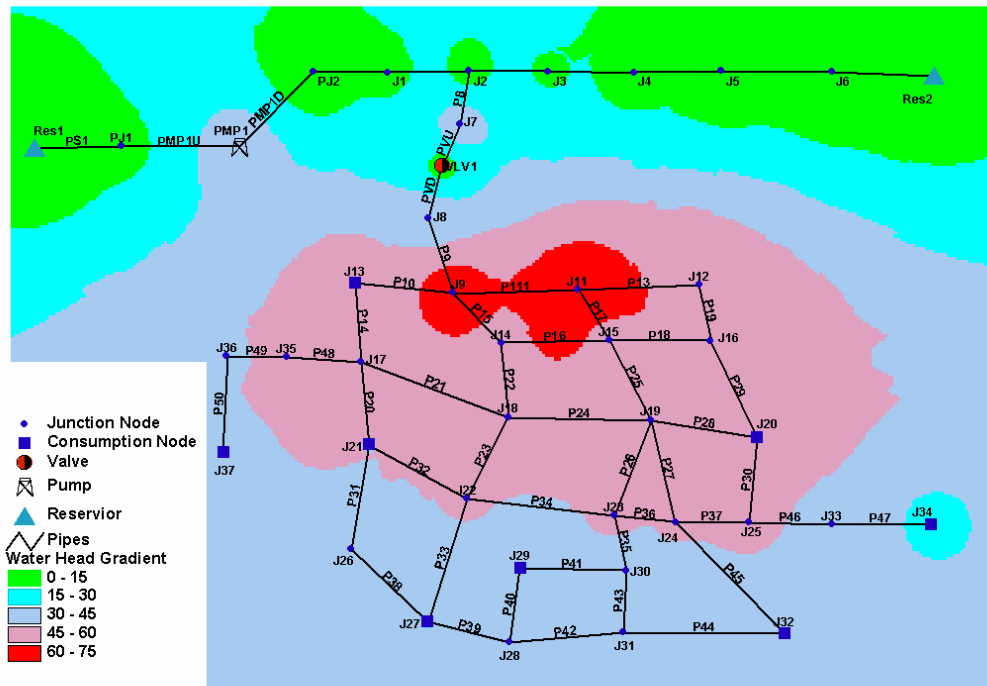 PJ2
J1
J2
J3
J4
J5
J6
Res2
Res1
PS1
PJ1
PMP1U
PMP1
PMP1D
P8
J7
PVU
VLV1
PVD
J8
P9
J13
P10
J9
P111
J11
P13
J12
P14
P15
P17
P19
J14
P16
J15
P18
J16
J36
P49
J35
P48
J17
P21
P22
P25
P29
P50
P20
J18
P24
J19
P28
J20
J37
J21
P32
P23
P26
P27
P30
P31
J22
P34
J23
P36
J24
P37
J25
P46
J33
P47
J34
J26
P33
P35
P45
J29
P41
J30
P38
P40
P43
J27
P39
J28
P42
J31
P44
J32
Junction Node
Consumption Node
Valve
Pump
Reservior
Pipes
Water Head Gradient
0 - 15
15 - 30
30 - 45
45 - 60
60 - 75